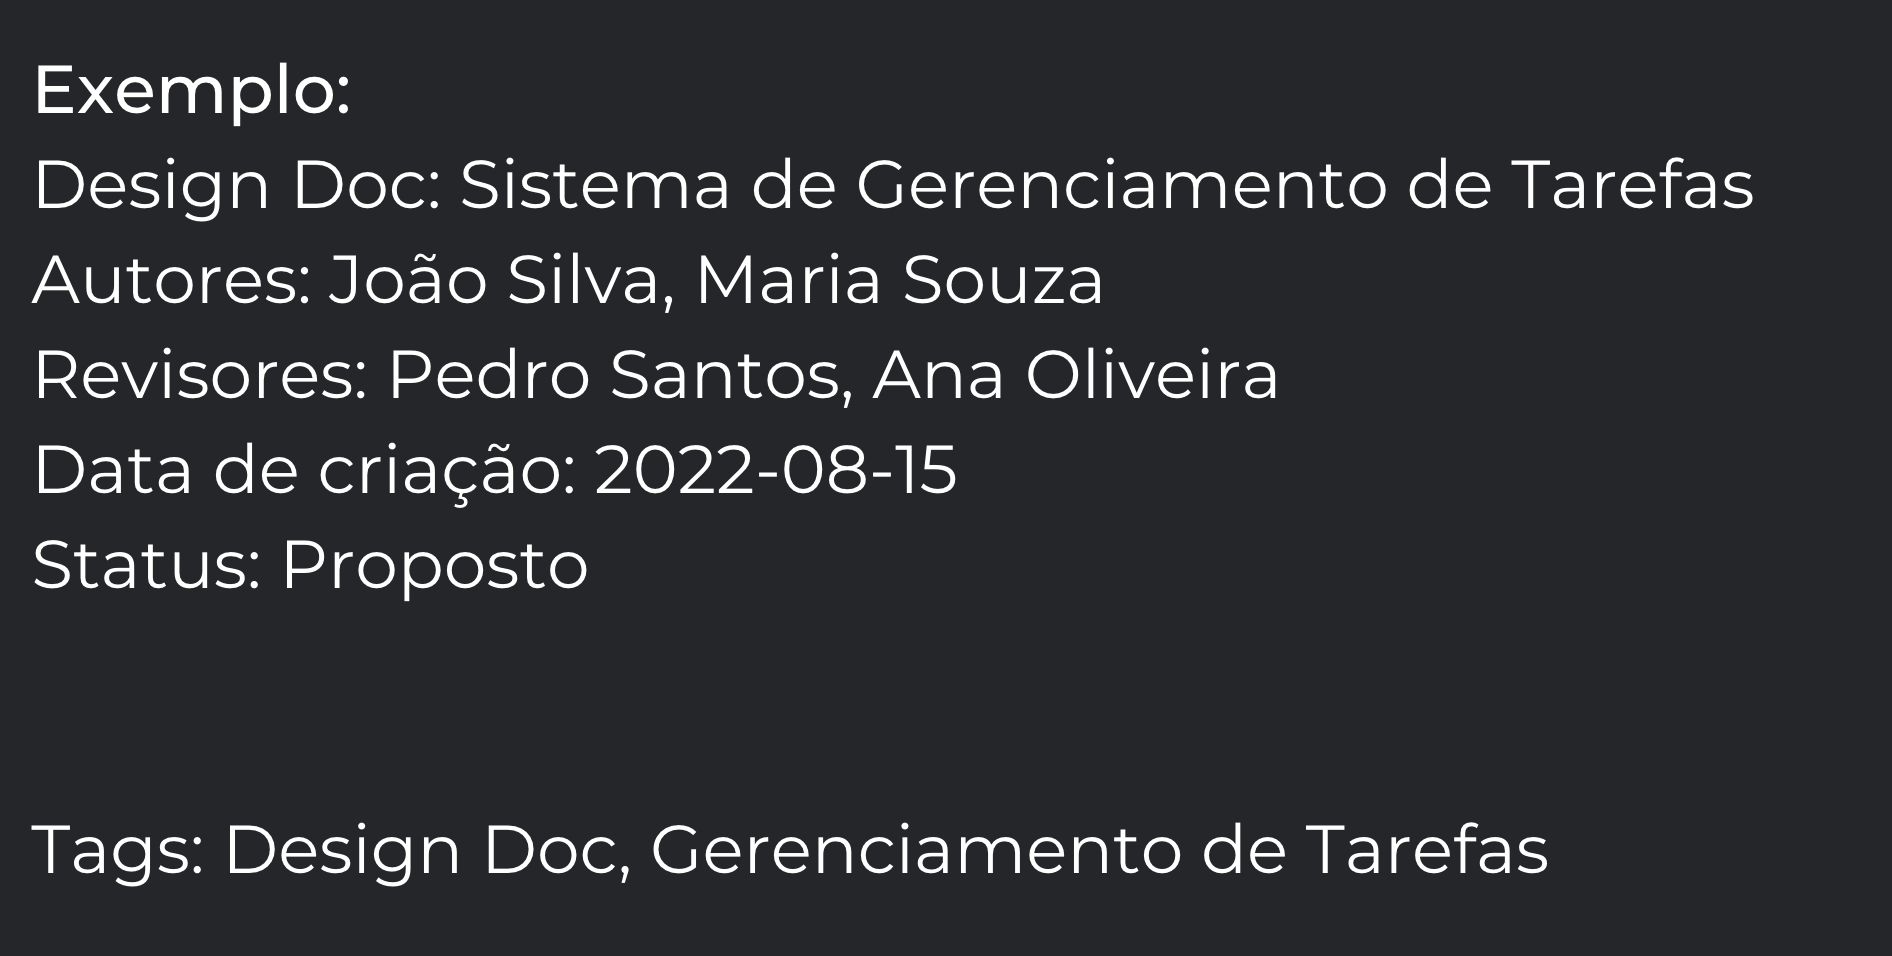 Exemplo:
Design Doc: Sistema de Gerenciamento de Tarefas
Autores: João Silva, Maria Souza
Revisores: Pedro Santos, Ana Oliveira
Data de criação: 2022-08-15
Status: Proposto
Tags: Design Doc, Gerenciamento de Tarefas